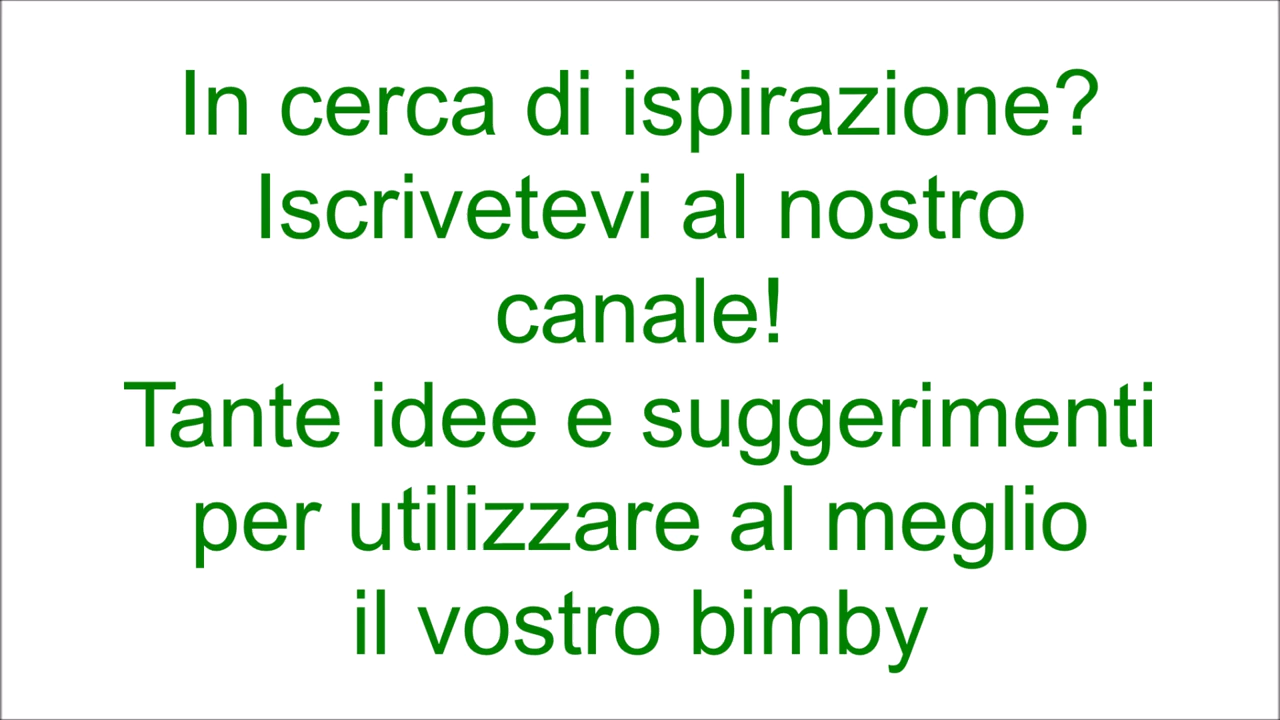 In cerca di ispirazione?
Iscrivetevi al nostro
canale!
Tante idee e suggerimenti
per utilizzare al meglio
il vostro bimby